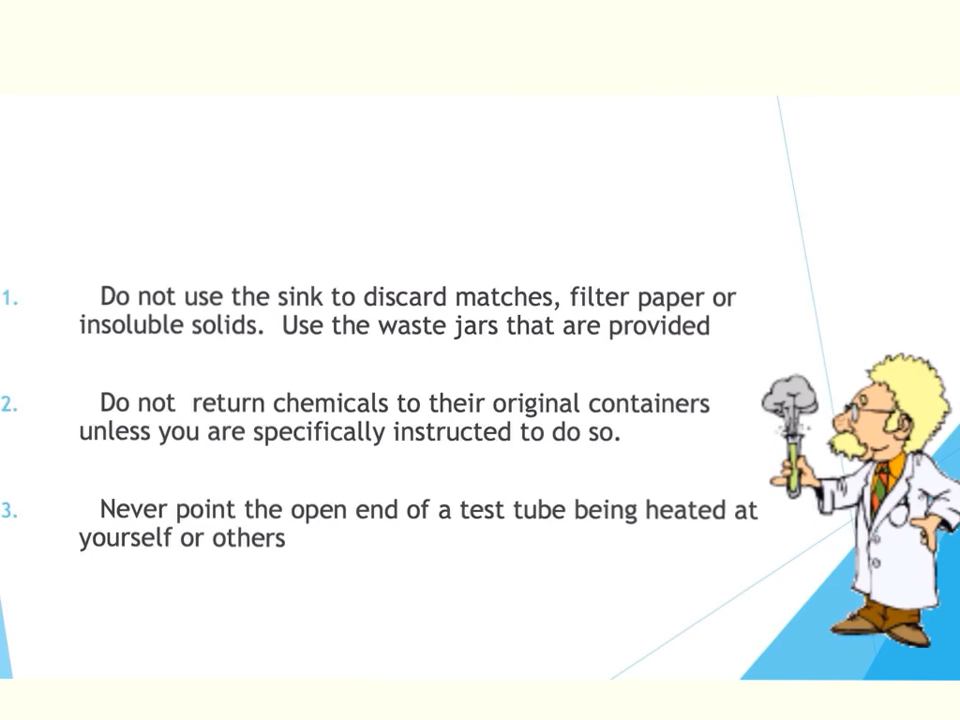 1. Do not use the sink to discard matches, filter paper or
insoluble solids. Use the waste jars that are provided
2. Do not return chemicals to their original containers
unless you are specifically instructed to do so.
3. Never point the open end of a test tube being heated at
yourself or others